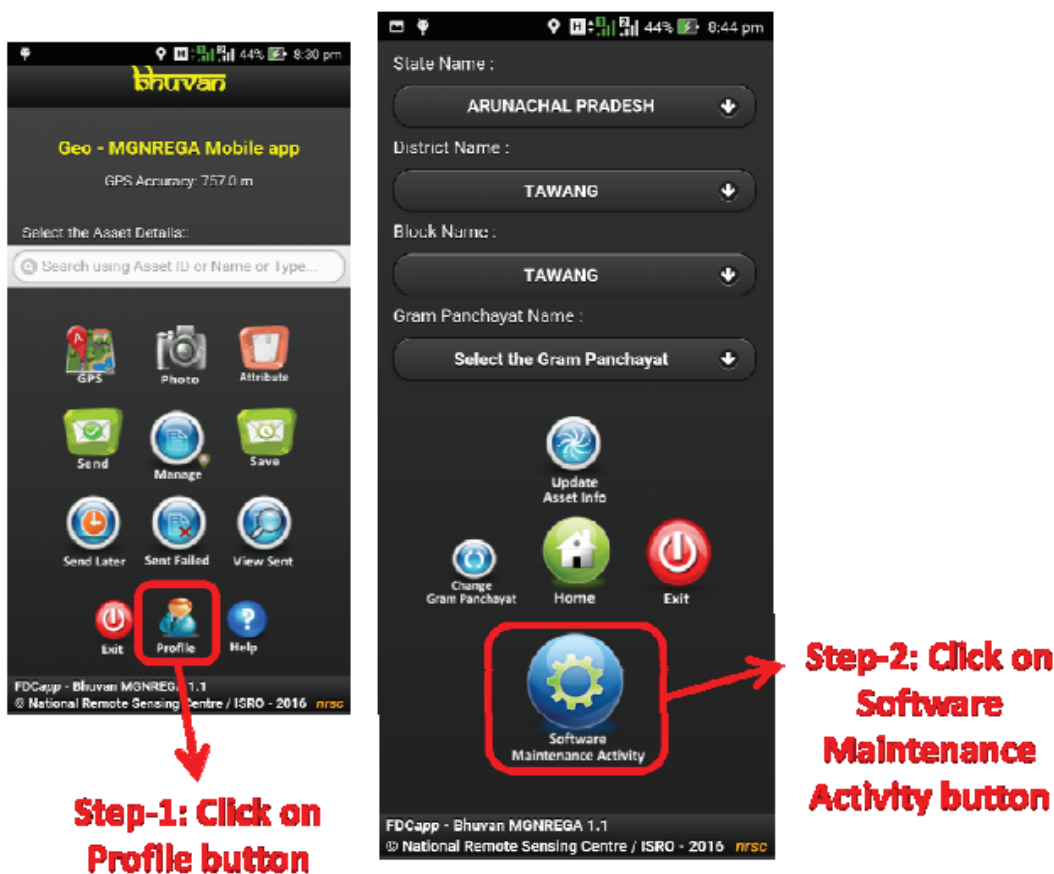 44% 8:30 pm
bhuvan
Geo - MGNREGA Mobile app
GPS Accuracy: 757.0 m
Select the Asset Details:
Search using Asset ID or Name or Type...
GPS
Photo
Attribute
Send
Manage
Save
Send Later
Sent Failed
View Sent
Exit
Profile
Help
FDCapp - Bhuvan MGNREGA 1.1
© National Remote Sensing Centre / ISRO - 2016 nrsc
Step-1: Click on
Profile button
H 44% 8:44 pm
State Name :
ARUNACHAL PRADESH
District Name :
TAWANG
Block Name :
TAWANG
Gram Panchayat Name :
Select the Gram Panchayat
Update
Asset Info
Change
Gram Panchayat
Home
Exit
Software
Maintenance Activity
FDCapp - Bhuvan MGNREGA 1.1
© National Remote Sensing Centre / ISRO - 2016 nrsc
Step-2: Click on
Software
Maintenance
Activity button